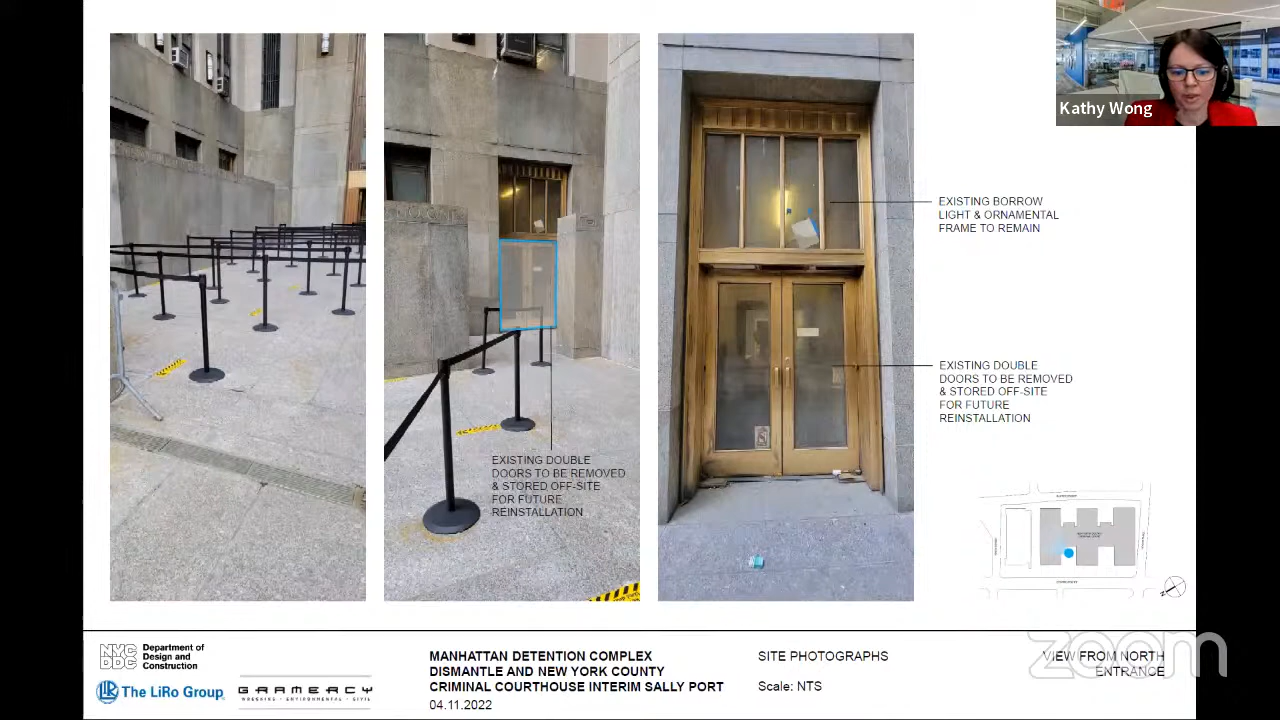 Kathy Wong
EXISTING BORROW
LIGHT & ORNAMENTAL
FRAME TO REMAIN
EXISTING DOUBLE
DOORS TO BE REMOVED
& STORED OFF-SITE
FOR FUTURE
REINSTALLATION
EXISTING DOUBLE
DOORS TO BE REMOVED
& STORED OFF-SITE
FOR FUTURE
REINSTALLATION
NYC
DDC
Department of
Design and
Construction
LR The LiRo Group
GRAMERCY
MANHATTAN DETENTION COMPLEX
DISMANTLE AND NEW YORK COUNTY
CRIMINAL COURTHOUSE INTERIM SALLY PORT
04.11.2022
SITE PHOTOGRAPHS
Scale: NTS
VIEW FROM NORTH
ENTRANCE
zoom